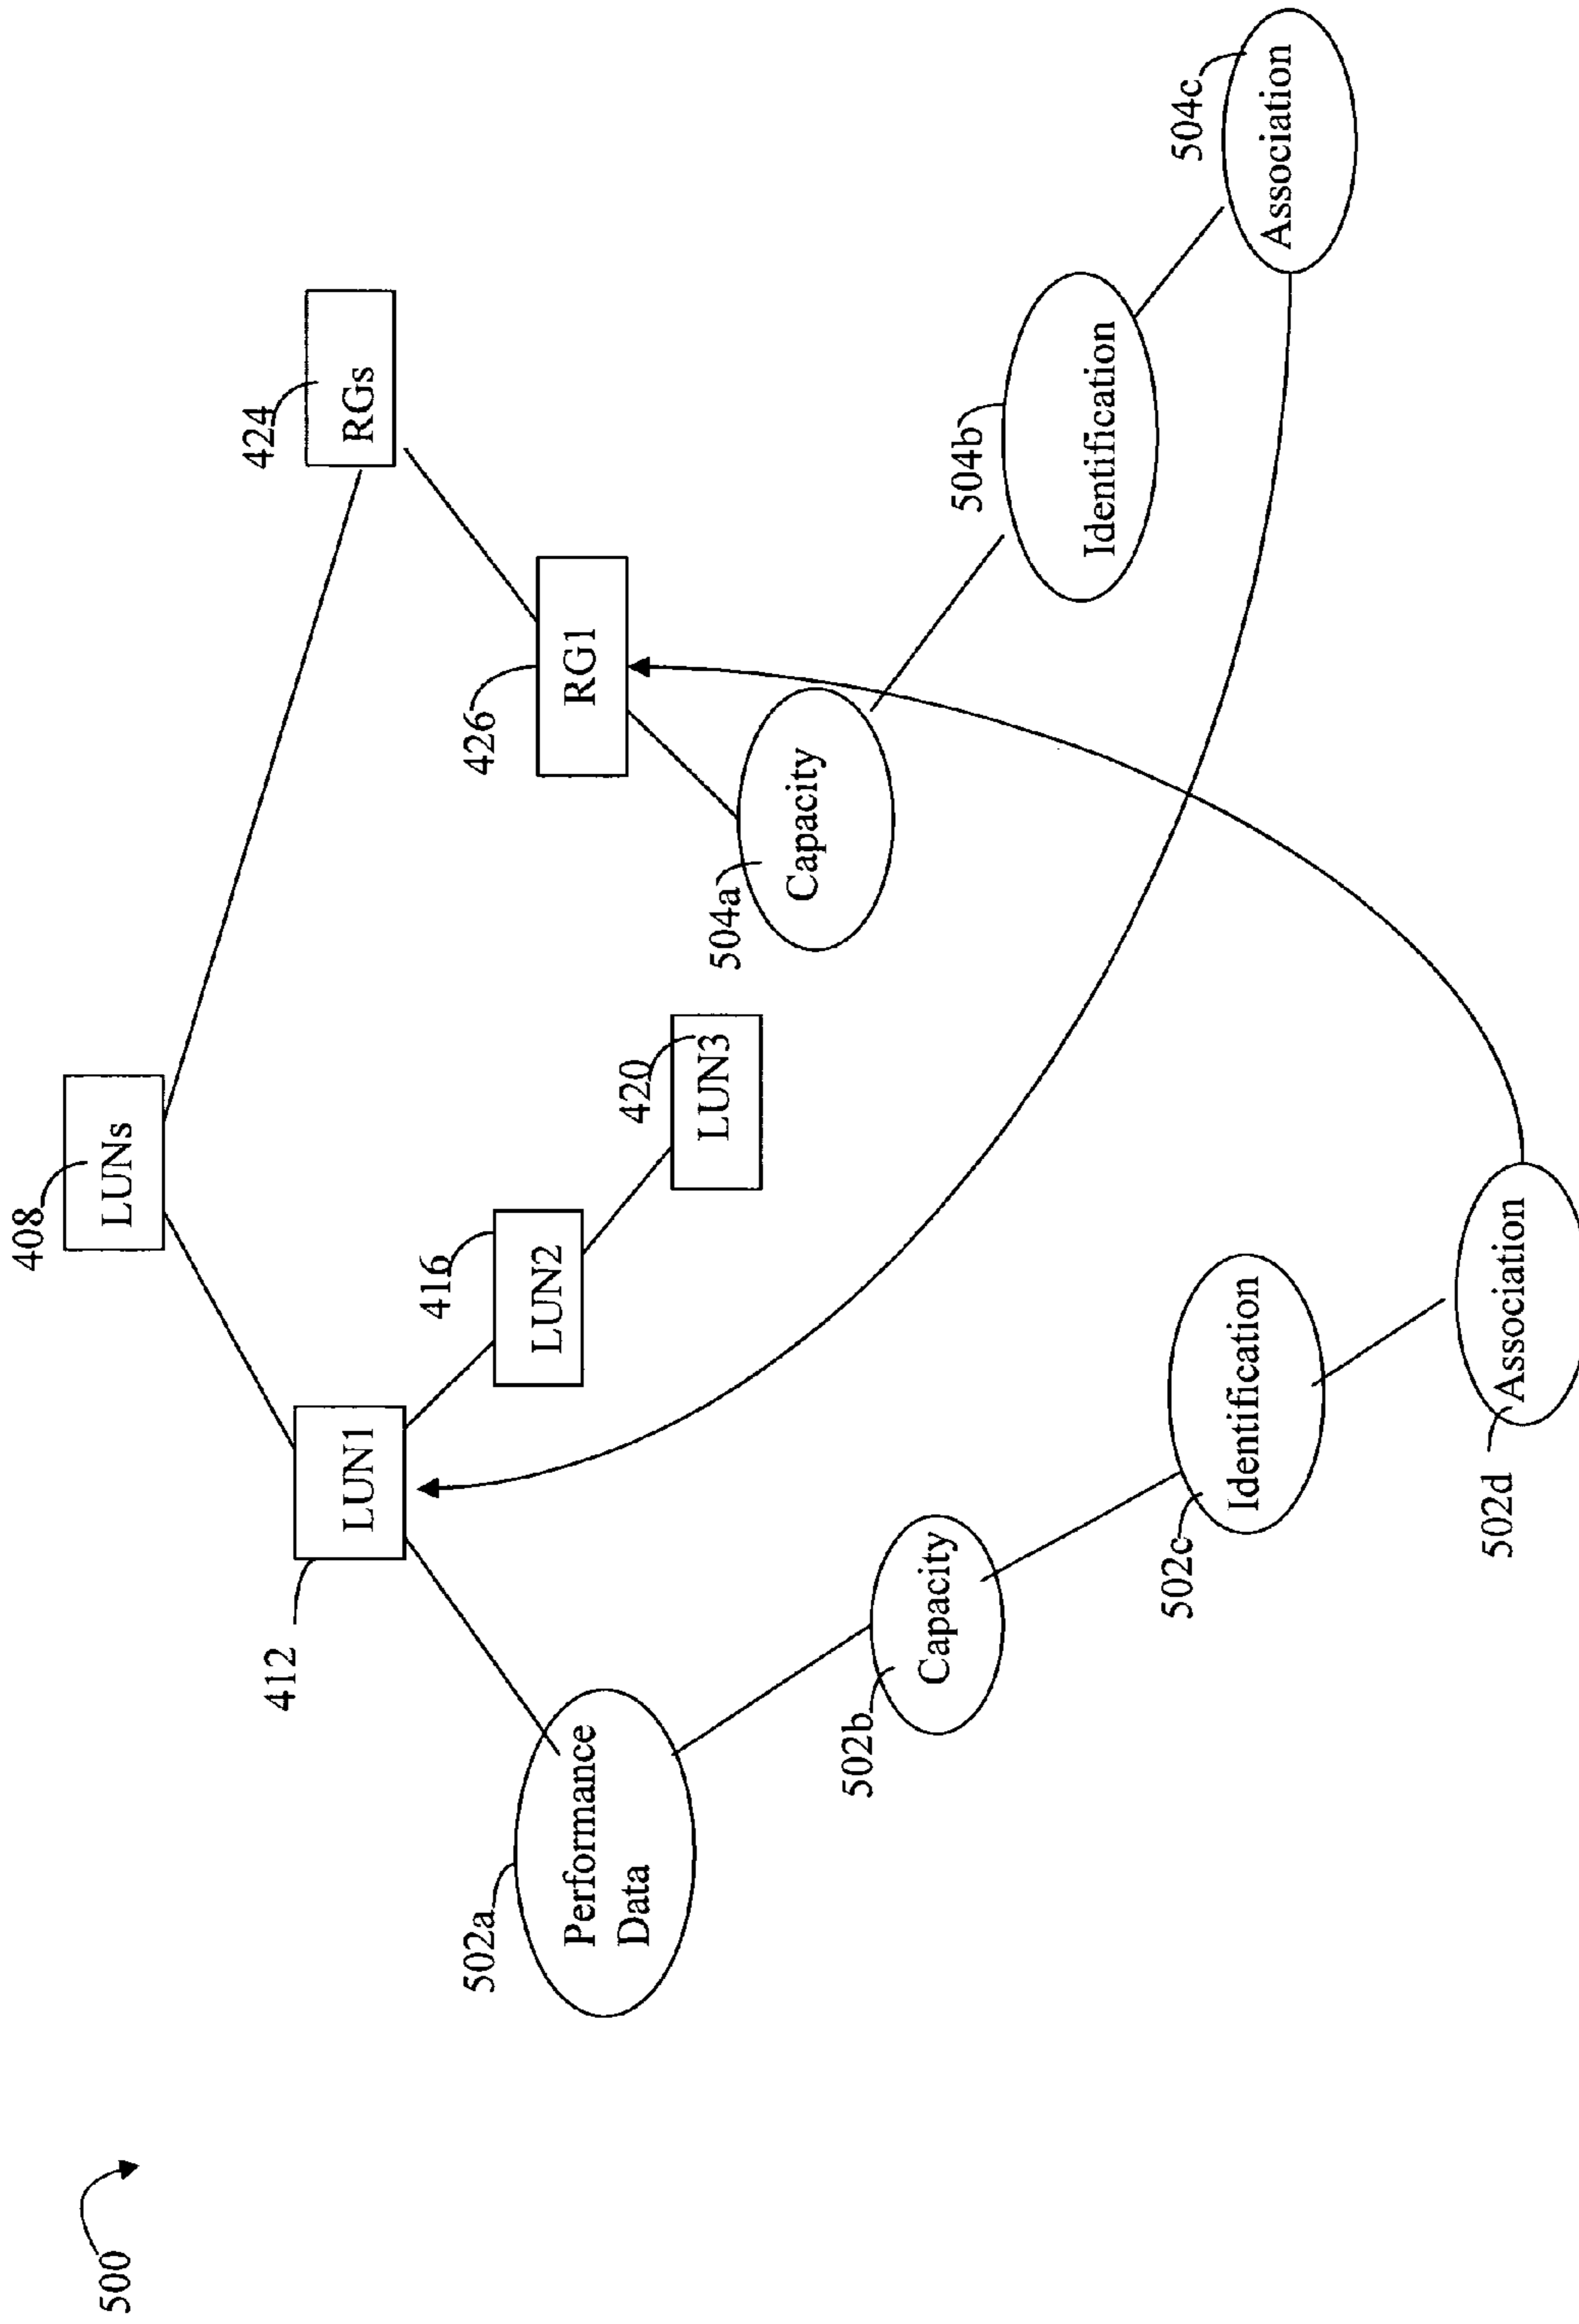 500
408
LUNs
424
RGs
412
LUN1
416
LUN2
420
LUN3
426
RG1
502a
Performance
Data
504a
Capacity
502b
Capacity
504b
Identification
502c
Identification
504c
Association
502d
Association